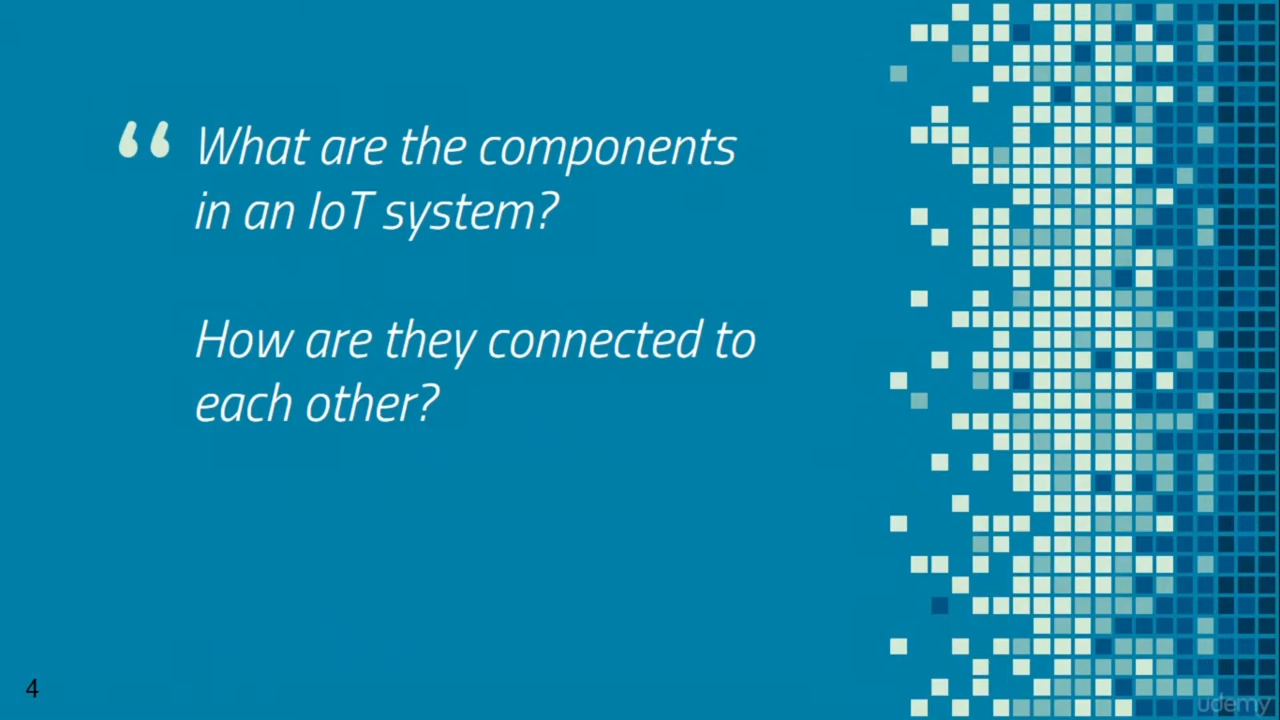 “ What are the components
in an IoT system?
How are they connected to
each other?
4
udemy